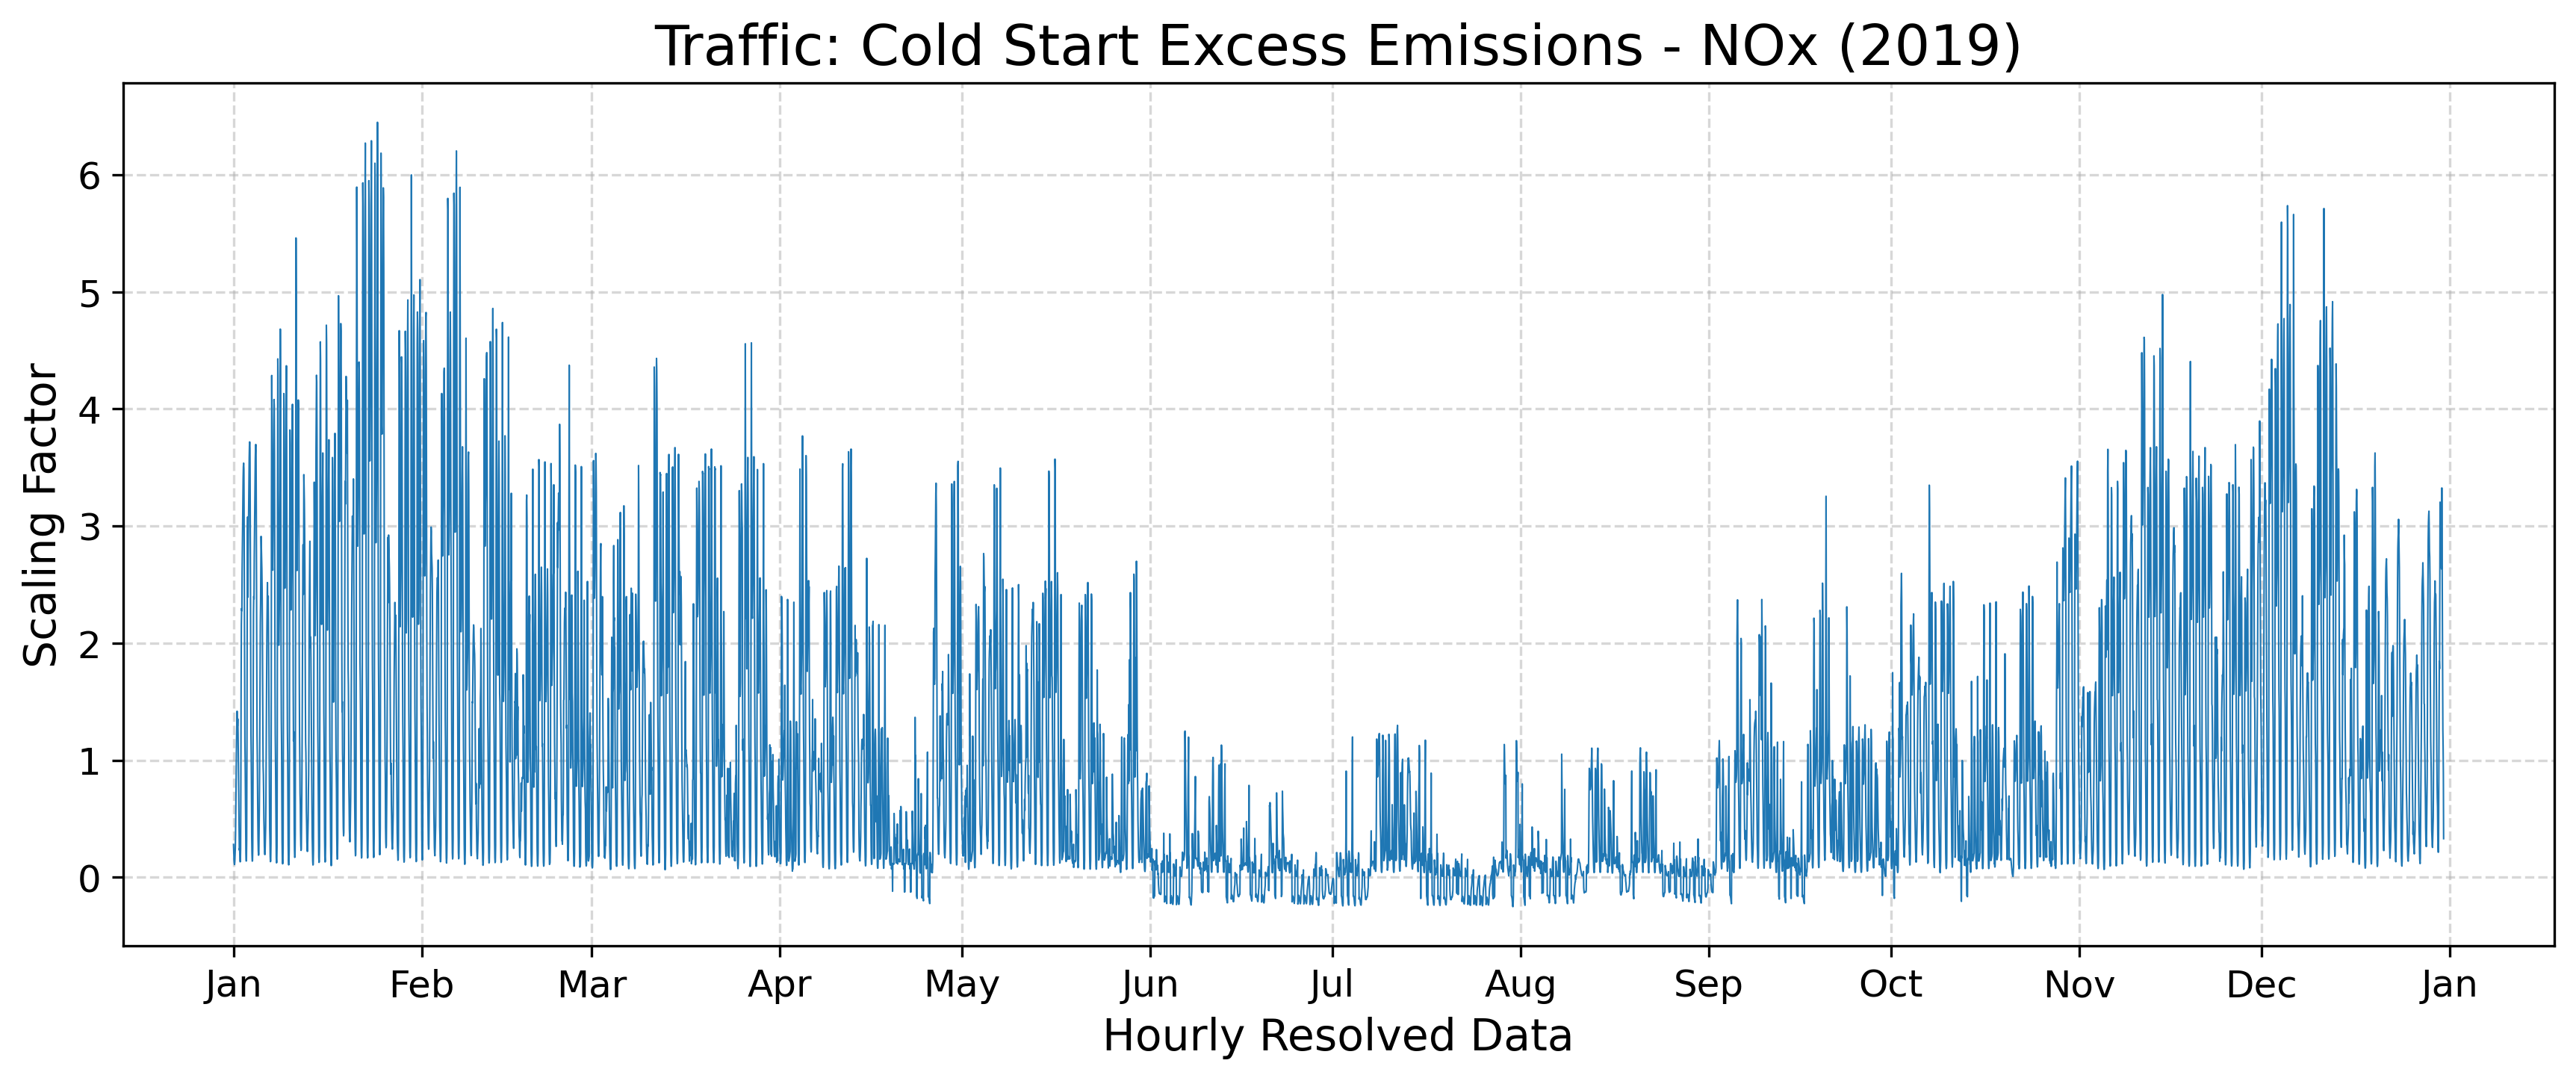 Traffic: Cold Start Excess Emissions - NOx (2019)
Scaling Factor
6
5
4
3
2
1
0
Jan Feb Mar Apr May Jun Jul Aug Sep Oct Nov Dec Jan
Hourly Resolved Data